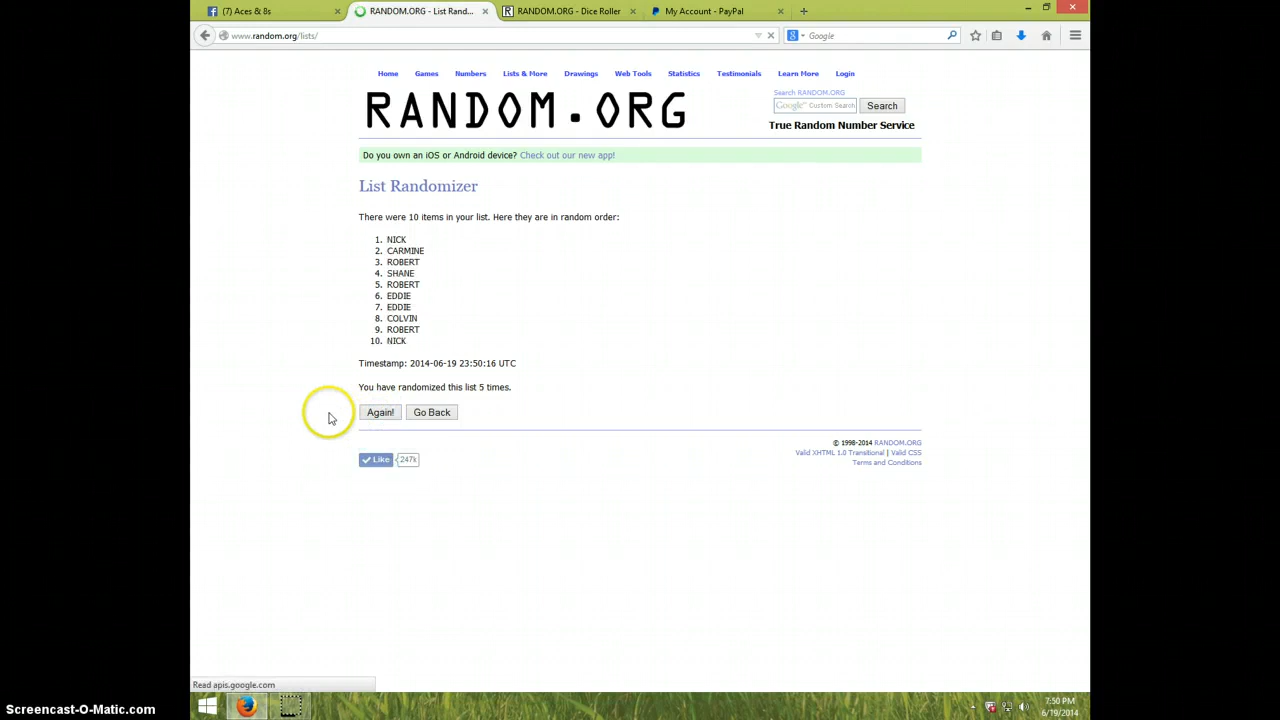 (7) Aces & 8s
RANDOM.ORG - List Rand...
RANDOM.ORG - Dice Roller
My Account - PayPal
www.random.org/lists/
Google
Home Games Numbers Lists & More Drawings Web Tools Statistics Testimonials Learn More Login
RANDOM.ORG
Search RANDOM.ORG
Google™ Custom Search Search
True Random Number Service
Do you own an iOS or Android device? Check out our new app!
List Randomizer
There were 10 items in your list. Here they are in random order:
1. NICK
2. CARMINE
3. ROBERT
4. SHANE
5. ROBERT
6. EDDIE
7. EDDIE
8. COLVIN
9. ROBERT
10. NICK
Timestamp: 2014-06-19 23:50:16 UTC
You have randomized this list 5 times.
Again! Go Back
© 1998-2014 RANDOM.ORG
Valid XHTML 1.0 Transitional | Valid CSS
Terms and Conditions
Like 247k
Read apis.google.com
7:50 PM
6/19/2014
Screencast-O-Matic.com